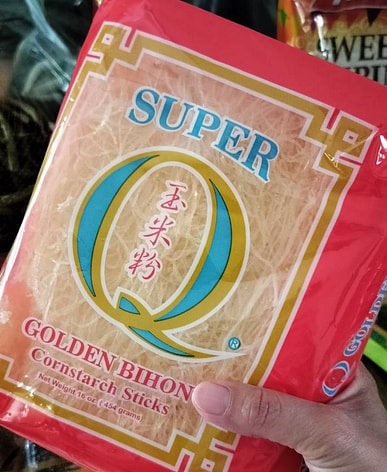 SUPER
Q
玉米粉
®
GOLDEN BIHON
Cornstarch Sticks
Net Weight 16 oz. (454 grams)